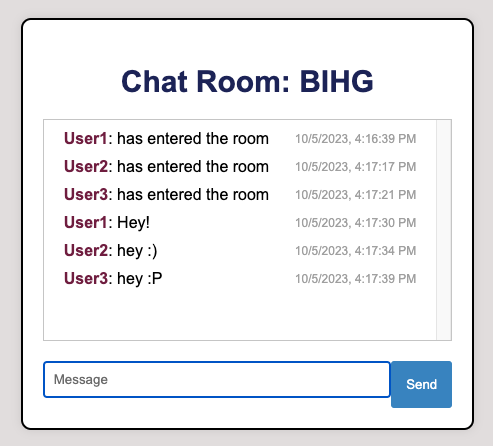 Chat Room: BIHG
User1: has entered the room 10/5/2023, 4:16:39 PM
User2: has entered the room 10/5/2023, 4:17:17 PM
User3: has entered the room 10/5/2023, 4:17:21 PM
User1: Hey! 10/5/2023, 4:17:30 PM
User2: hey :) 10/5/2023, 4:17:34 PM
User3: hey :P 10/5/2023, 4:17:39 PM
Message
Send